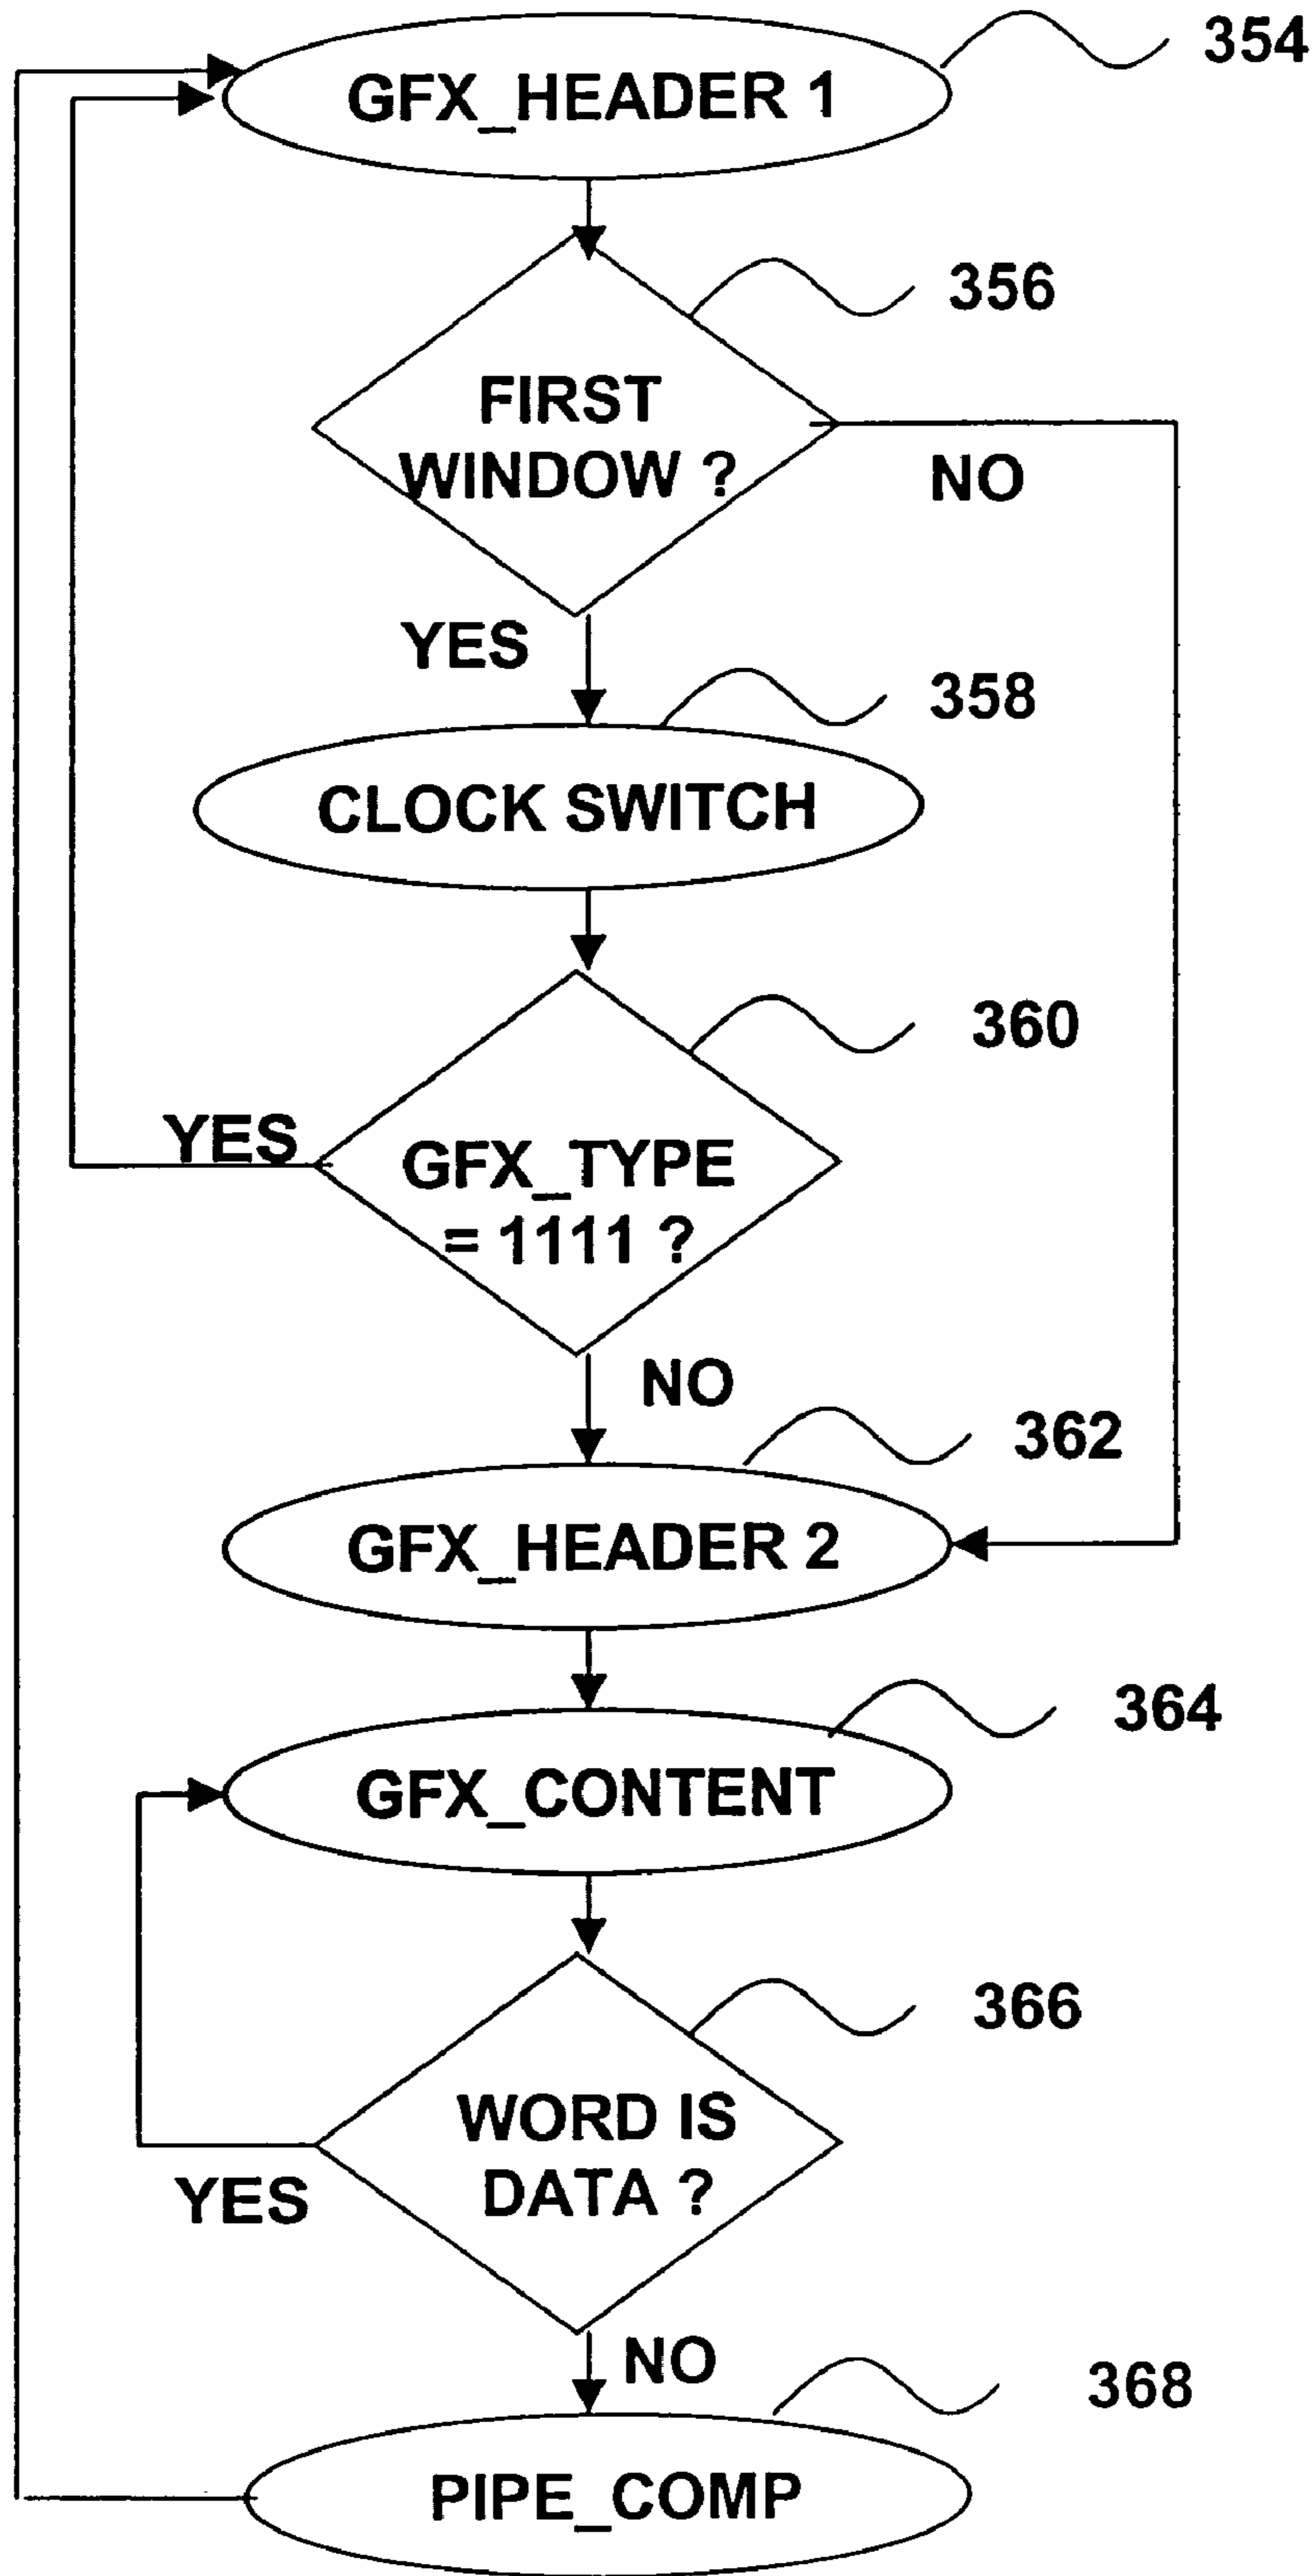 354
GFX_HEADER 1
356
FIRST
WINDOW ?
NO
YES
358
CLOCK SWITCH
360
YES
GFX_TYPE
= 1111 ?
NO
362
GFX_HEADER 2
364
GFX_CONTENT
366
WORD IS
DATA ?
YES
NO
368
PIPE_COMP